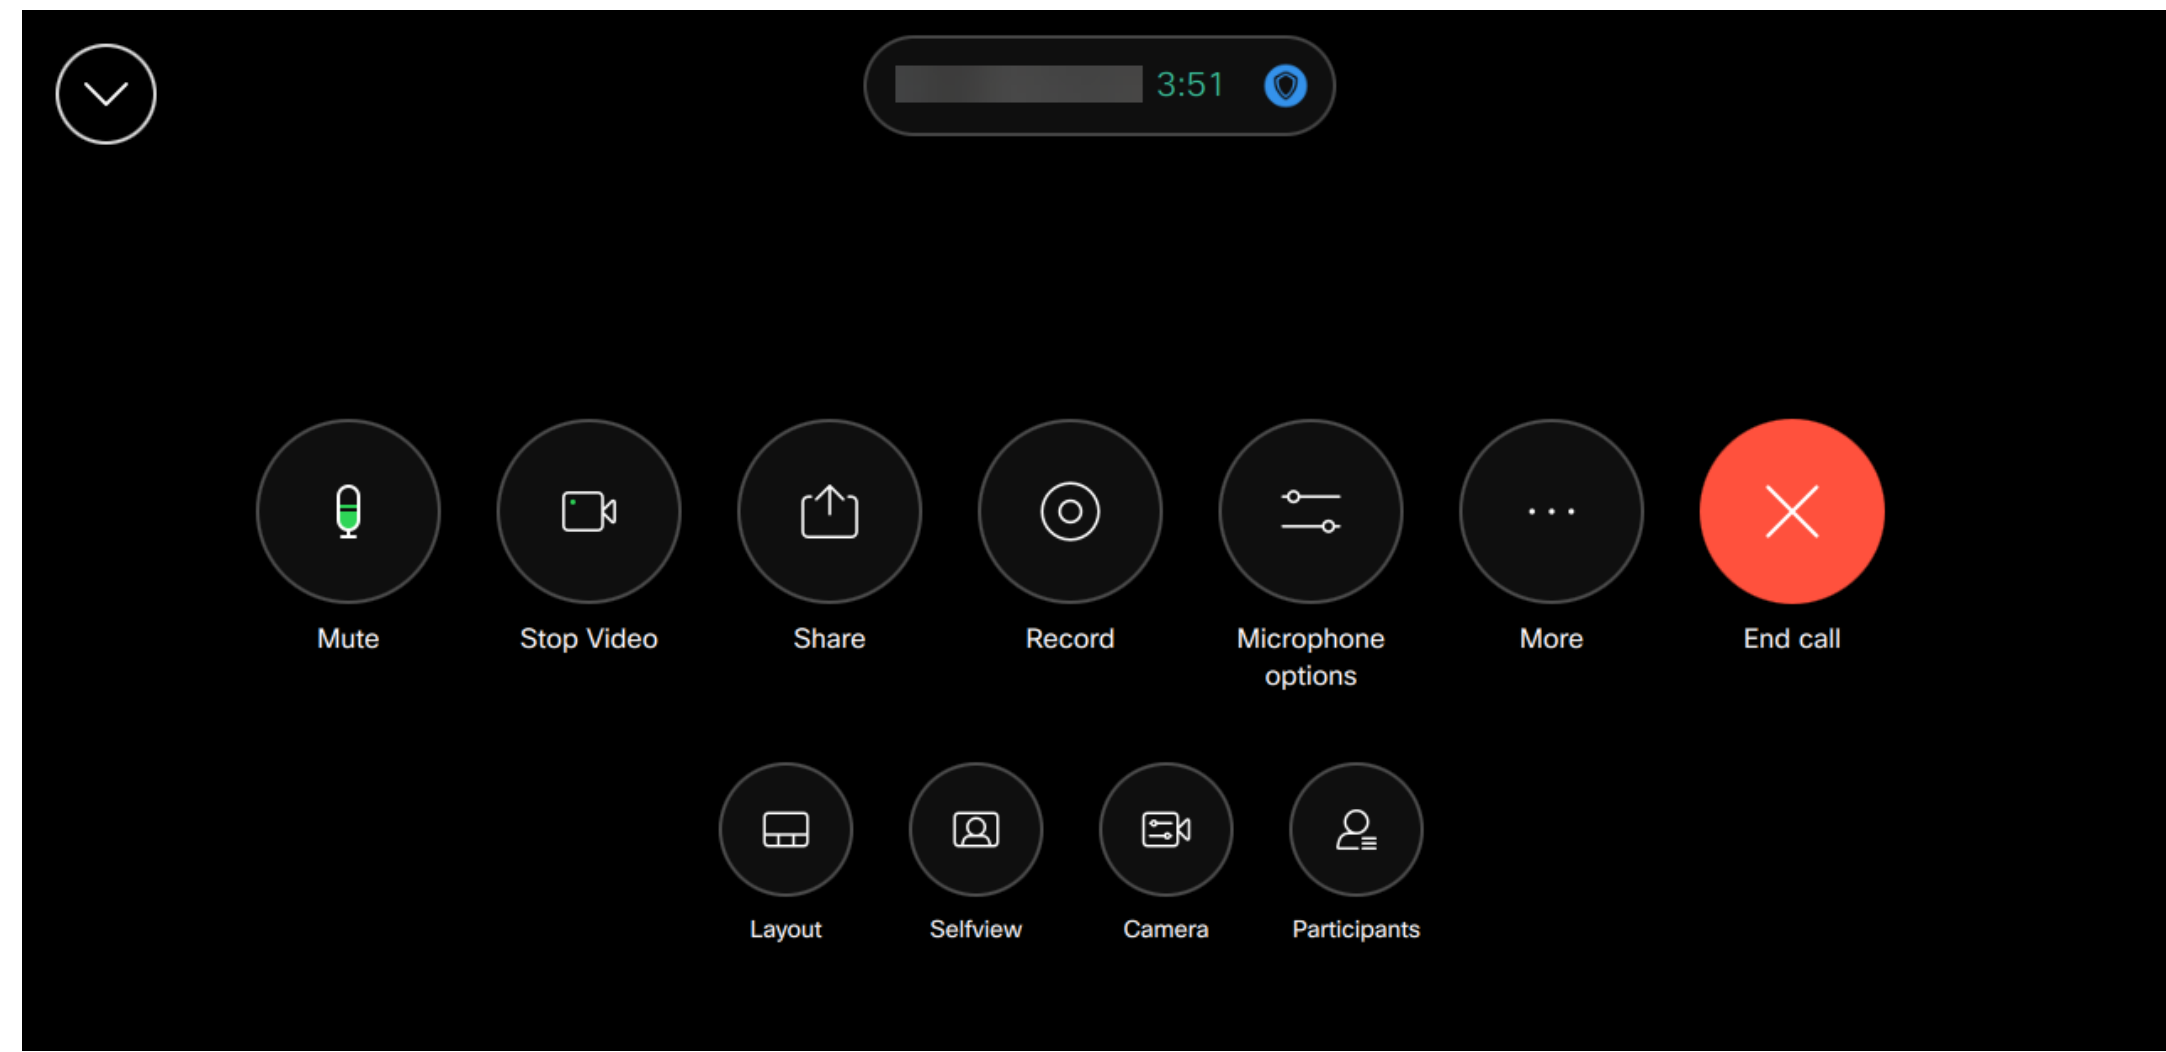 3:51
Mute
Stop Video
Share
Record
Microphone
options
More
End call
Layout
Selfview
Camera
Participants